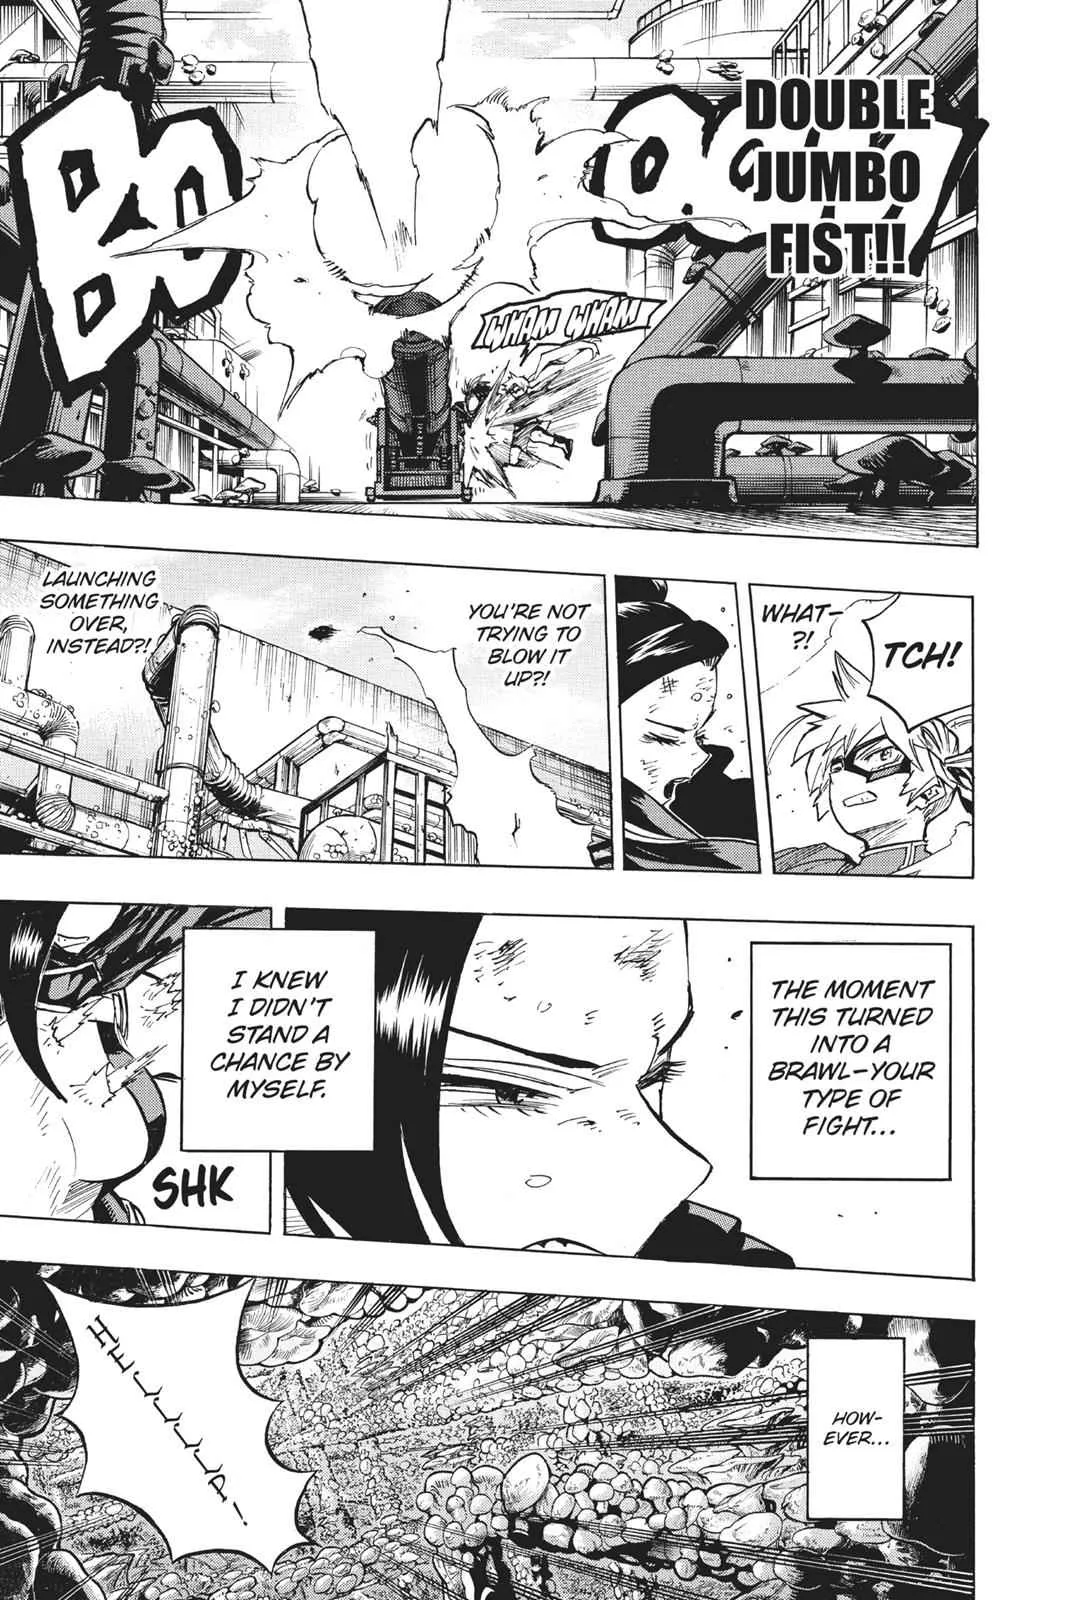 DOUBLE
JUMBO
FIST!!
BOOM
WHAM WHAM
TCH!
WHAT–
?!
YOU'RE NOT
TRYING TO
BLOW IT
UP?!
LAUNCHING
SOMETHING
OVER,
INSTEAD?!
THE MOMENT
THIS TURNED
INTO A
BRAWL–YOUR
TYPE OF
FIGHT...
I KNEW
I DIDN'T
STAND A
CHANCE BY
MYSELF.
SHK
HOW-
EVER...